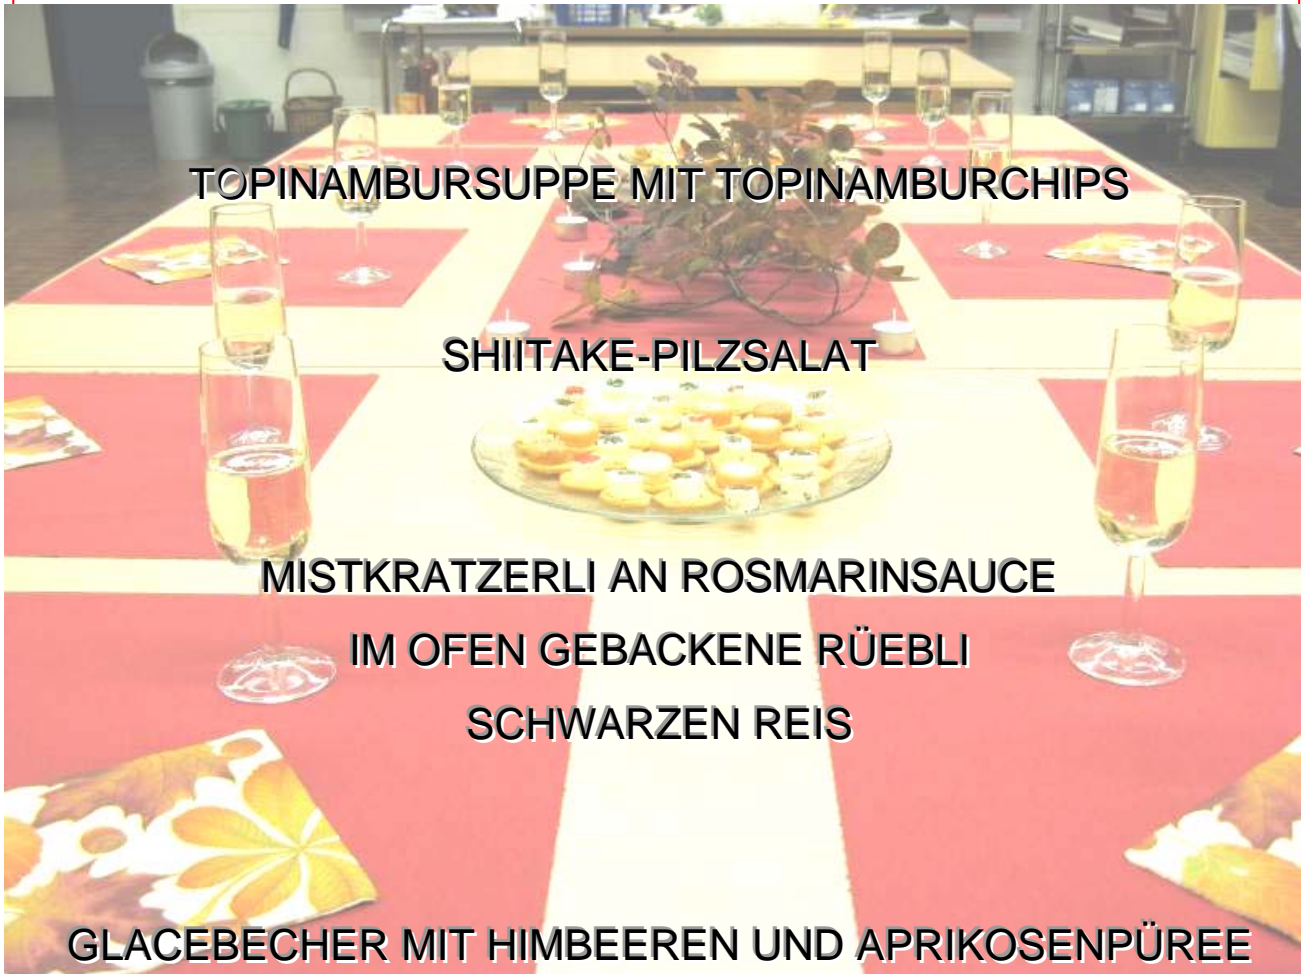 TOPINAMBURSUPPE MIT TOPINAMBURCHIPS
SHIITAKE-PILZSALAT
MISTKRATZERLI AN ROSMARINSAUCE
IM OFEN GEBACKENE RÜEBLI
SCHWARZEN REIS
GLACEBECHER MIT HIMBEEREN UND APRIKOSENPÜREE